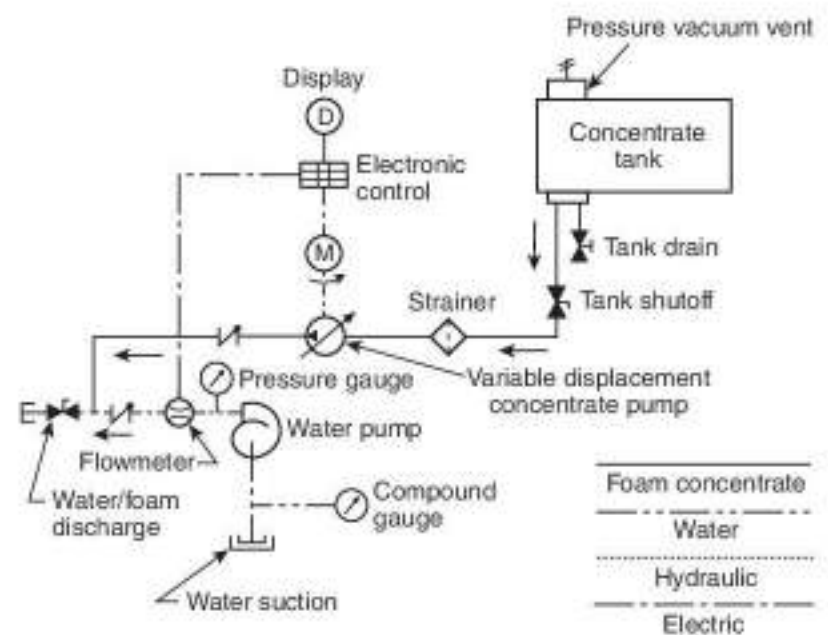 Pressure vacuum vent
Display
D
Concentrate
tank
Electronic
control
M
Tank drain
Strainer
Tank shutoff
Pressure gauge
Variable displacement
concentrate pump
Water pump
Flowmeter
Water/foam
discharge
Compound
gauge
Water suction
Foam concentrate
Water
Hydraulic
Electric